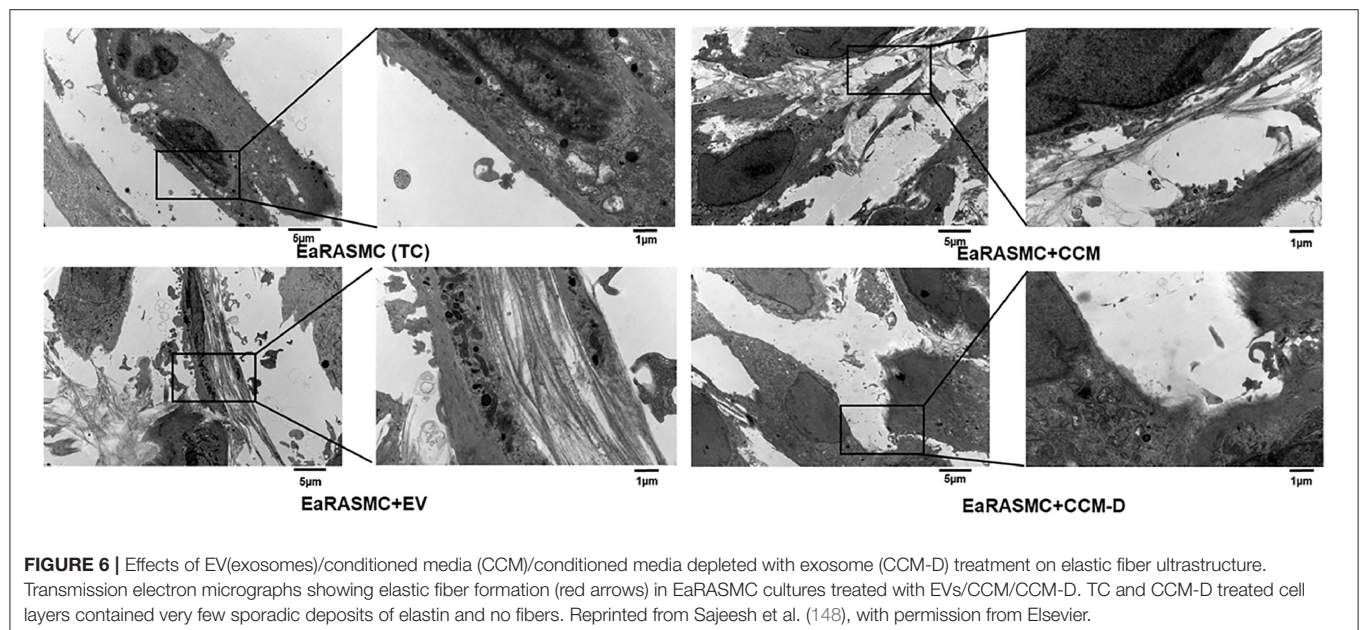 5µm
1µm
EaRASMC (TC)
5µm
1µm
EaRASMC+CCM
5µm
1µm
EaRASMC+EV
5µm
1µm
EaRASMC+CCM-D
FIGURE 6 | Effects of EV(exosomes)/conditioned media (CCM)/conditioned media depleted with exosome (CCM-D) treatment on elastic fiber ultrastructure.
Transmission electron micrographs showing elastic fiber formation (red arrows) in EaRASMC cultures treated with EVs/CCM/CCM-D. TC and CCM-D treated cell
layers contained very few sporadic deposits of elastin and no fibers. Reprinted from Sajeesh et al. (148), with permission from Elsevier.